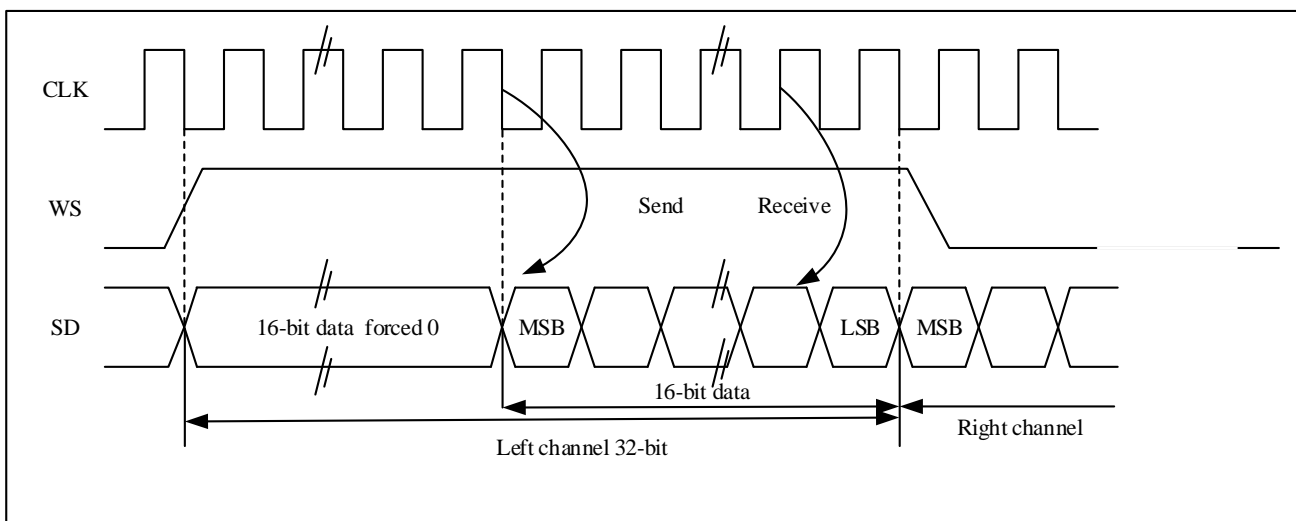 CLK
WS
Send Receive
SD
16-bit data forced 0
MSB
LSB
MSB
16-bit data
Right channel
Left channel 32-bit